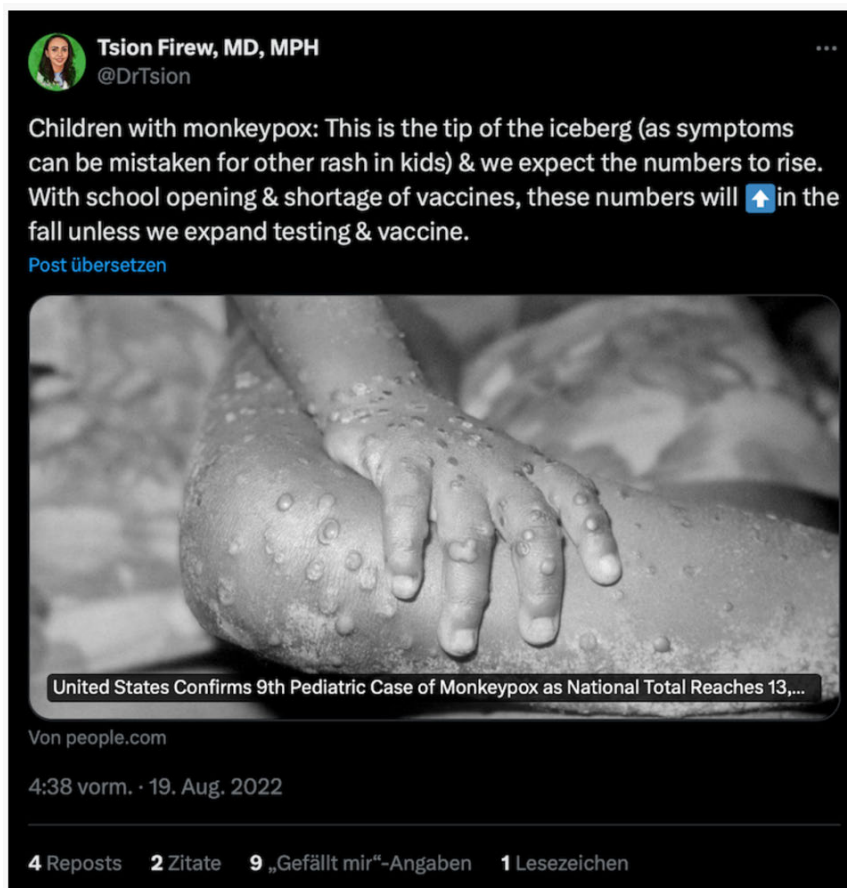 Tsion Firew, MD, MPH
@DrTsion
Children with monkeypox: This is the tip of the iceberg (as symptoms
can be mistaken for other rash in kids) & we expect the numbers to rise.
With school opening & shortage of vaccines, these numbers will ⬆️in the
fall unless we expand testing & vaccine.
Post übersetzen
United States Confirms 9th Pediatric Case of Monkeypox as National Total Reaches 13,...
Von people.com
4:38 vorm. · 19. Aug. 2022
4 Reposts 2 Zitate 9 „Gefällt mir“-Angaben 1 Lesezeichen